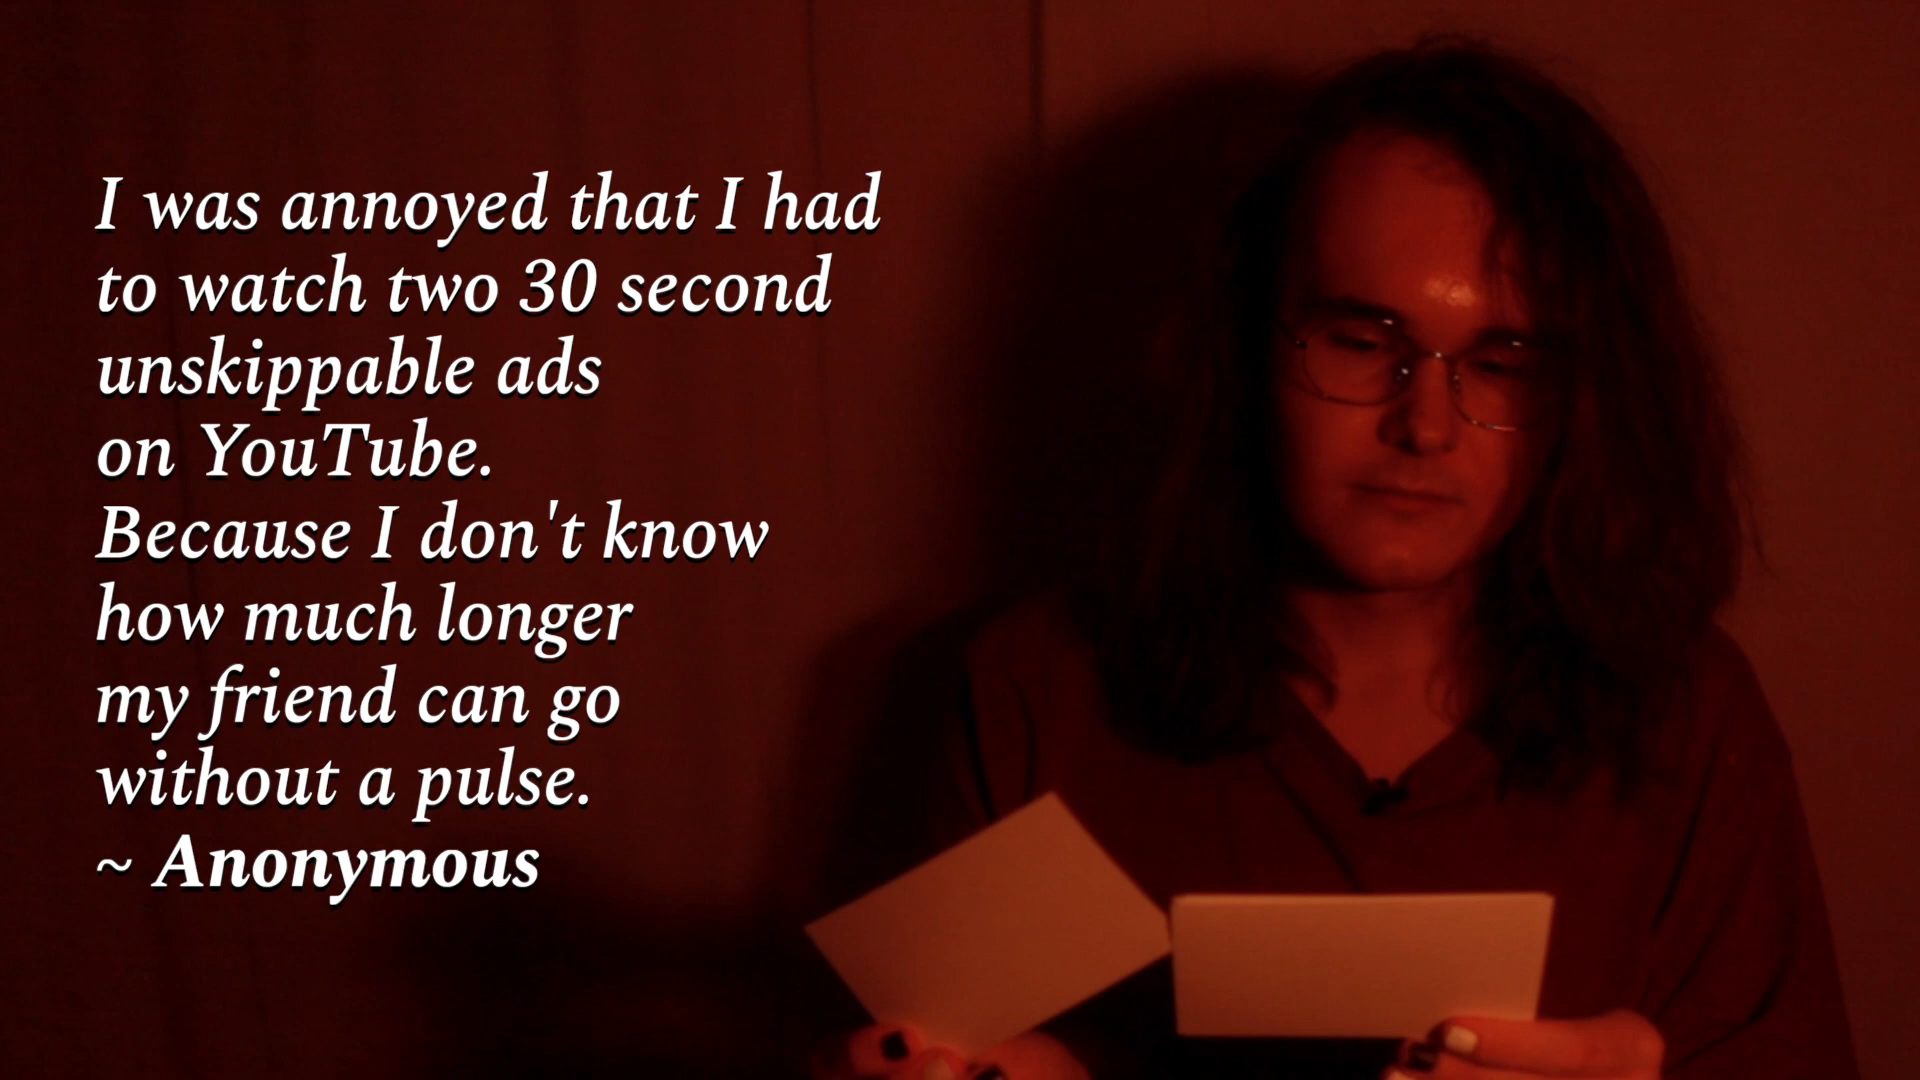 I was annoyed that I had
to watch two 30 second
unskippable ads
on YouTube.
Because I don't know
how much longer
my friend can go
without a pulse.
~ Anonymous